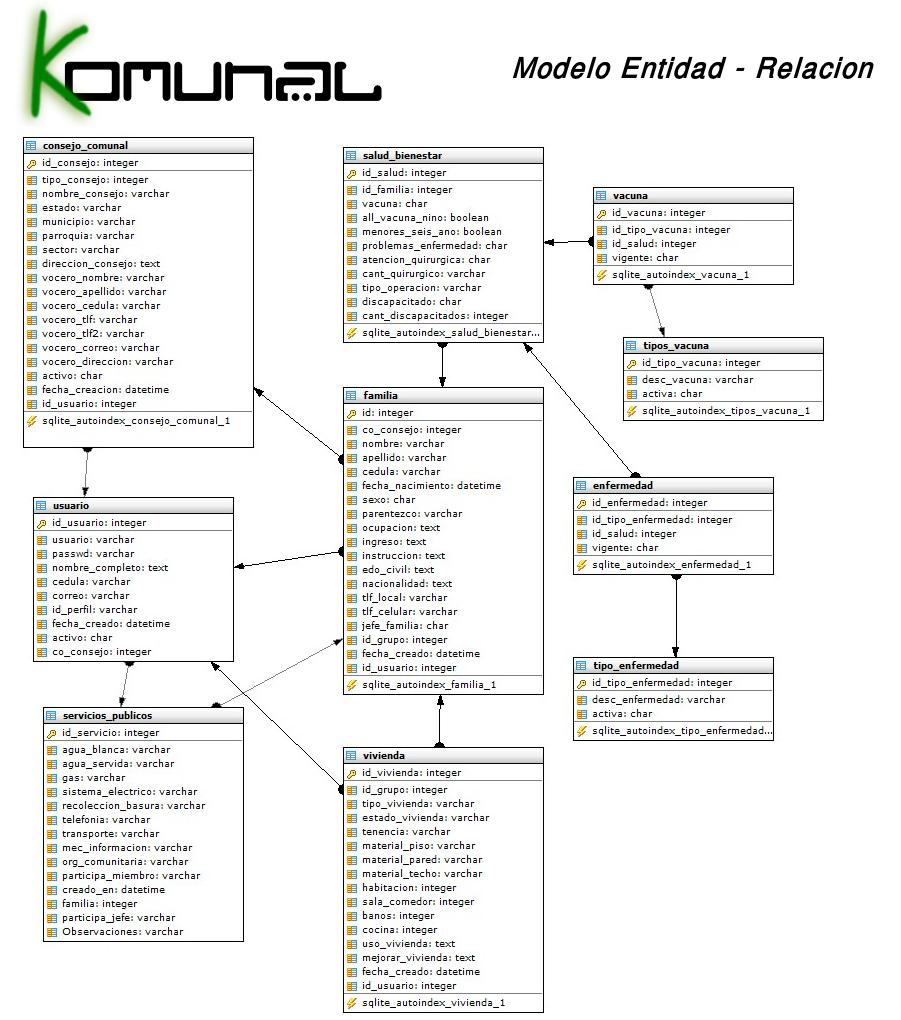 Komunal
Modelo Entidad - Relacion
consejo_comunal
id_consejo: integer
tipo_consejo: integer
nombre_consejo: varchar
estado: varchar
municipio: varchar
parroquia: varchar
sector: varchar
direccion_consejo: text
vocero_nombre: varchar
vocero_apellido: varchar
vocero_cedula: varchar
vocero_tlf: varchar
vocero_tlf2: varchar
vocero_correo: varchar
vocero_direccion: varchar
activo: char
fecha_creacion: datetime
id_usuario: integer
sqlite_autoindex_consejo_comunal_1
usuario
id_usuario: integer
usuario: varchar
passwd: varchar
nombre_completo: text
cedula: varchar
correo: varchar
id_perfil: varchar
fecha_creado: datetime
activo: char
co_consejo: integer
servicios_publicos
id_servicio: integer
agua_blanca: varchar
agua_servida: varchar
gas: varchar
sistema_electrico: varchar
recoleccion_basura: varchar
telefonia: varchar
transporte: varchar
mec_informacion: varchar
org_comunitaria: varchar
participa_miembro: varchar
creado_en: datetime
familia: integer
participa_jefe: varchar
Observaciones: varchar
salud_bienestar
id_salud: integer
id_familia: integer
vacuna: char
all_vacuna_nino: boolean
menores_seis_ano: boolean
problemas_enfermedad: char
atencion_quirurgica: char
cant_quirurgico: varchar
tipo_operacion: varchar
discapacitado: char
cant_discapacitados: integer
sqlite_autoindex_salud_bienestar...
familia
id: integer
co_consejo: integer
nombre: varchar
apellido: varchar
cedula: varchar
fecha_nacimiento: datetime
sexo: char
parentezco: varchar
ocupacion: text
ingreso: text
instruccion: text
edo_civil: text
nacionalidad: text
tlf_local: varchar
tlf_celular: varchar
jefe_familia: char
id_grupo: integer
fecha_creado: datetime
id_usuario: integer
sqlite_autoindex_familia_1
vivienda
id_vivienda: integer
id_grupo: integer
tipo_vivienda: varchar
estado_vivienda: varchar
tenencia: varchar
material_piso: varchar
material_pared: varchar
material_techo: varchar
habitacion: integer
sala_comedor: integer
banos: integer
cocina: integer
uso_vivienda: text
mejorar_vivienda: text
fecha_creado: datetime
id_usuario: integer
sqlite_autoindex_vivienda_1
vacuna
id_vacuna: integer
id_tipo_vacuna: integer
id_salud: integer
vigente: char
sqlite_autoindex_vacuna_1
tipos_vacuna
id_tipo_vacuna: integer
desc_vacuna: varchar
activa: char
sqlite_autoindex_tipos_vacuna_1
enfermedad
id_enfermedad: integer
id_tipo_enfermedad: integer
id_salud: integer
vigente: char
sqlite_autoindex_enfermedad_1
tipo_enfermedad
id_tipo_enfermedad: integer
desc_enfermedad: varchar
activa: char
sqlite_autoindex_tipo_enfermedad...